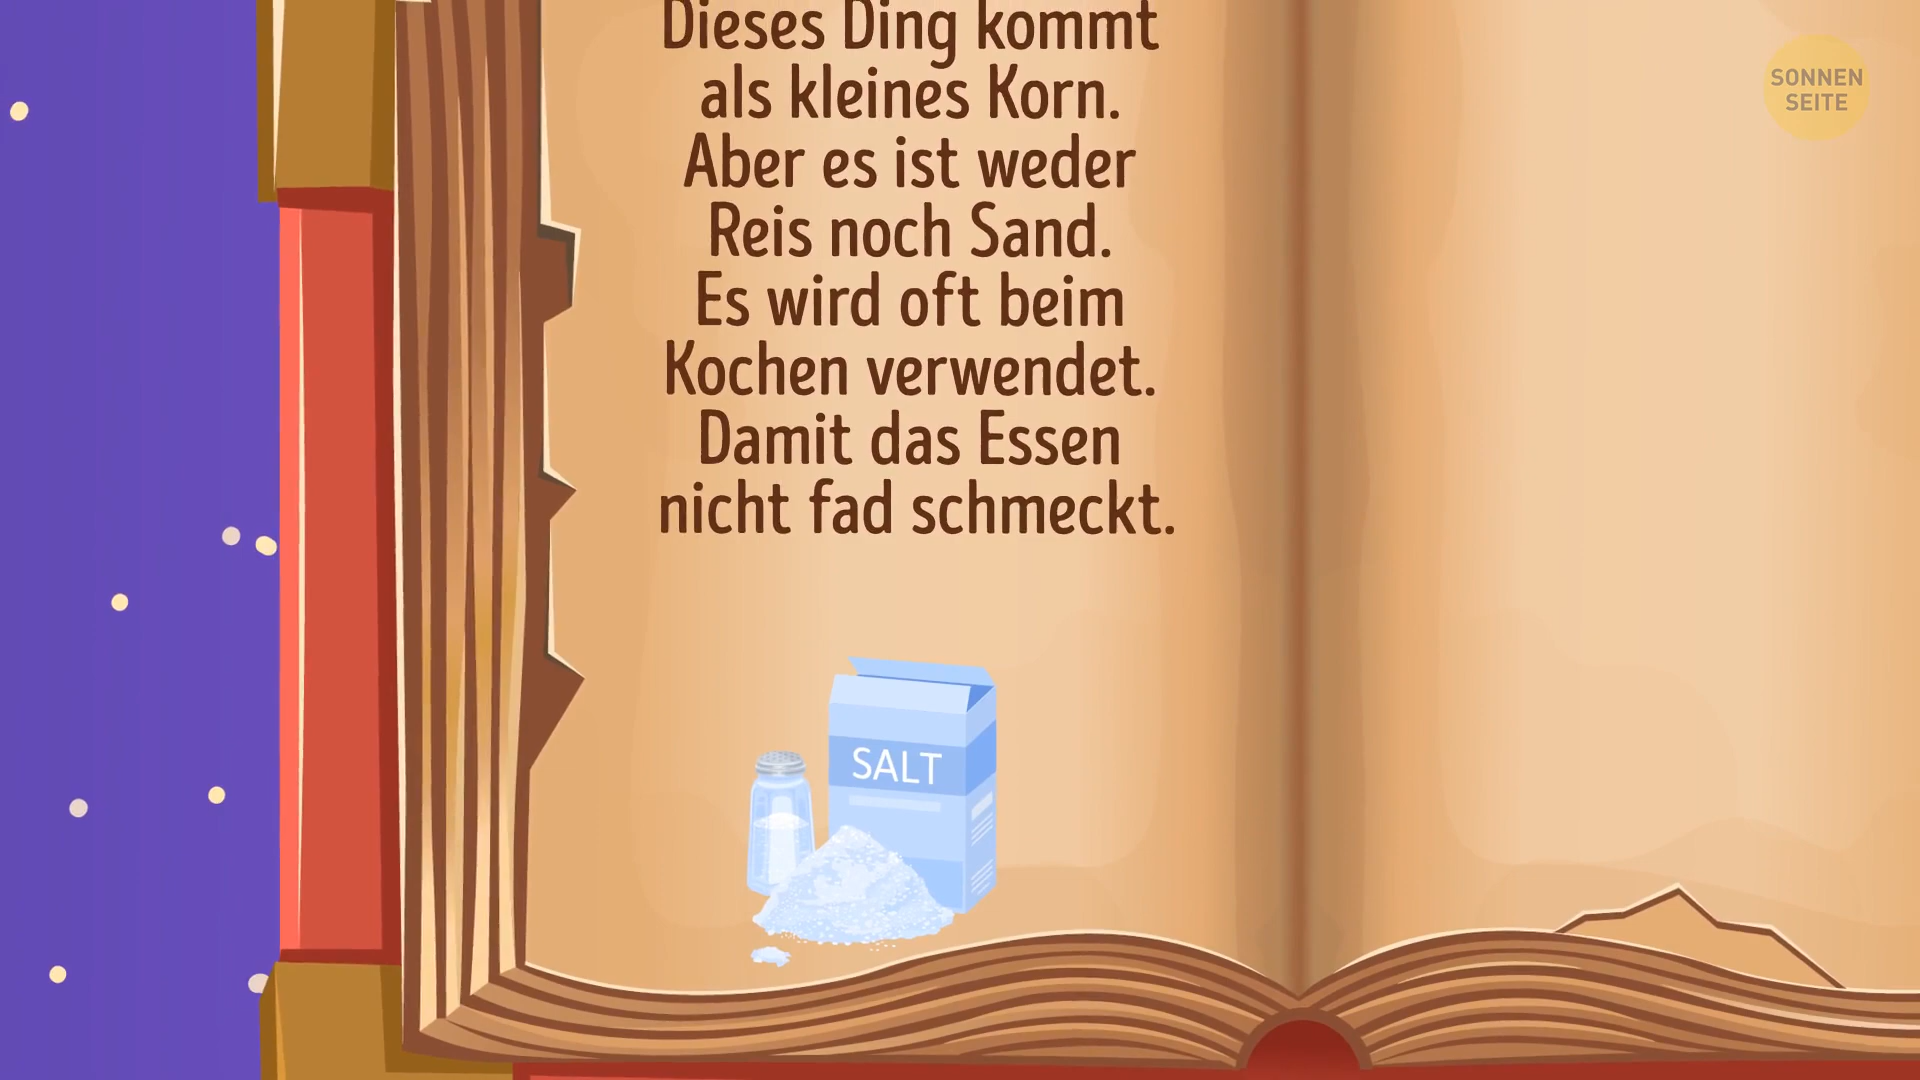 Dieses Ding kommt
als kleines Korn.
Aber es ist weder
Reis noch Sand.
Es wird oft beim
Kochen verwendet.
Damit das Essen
nicht fad schmeckt.
SALT
SONNEN
SEITE